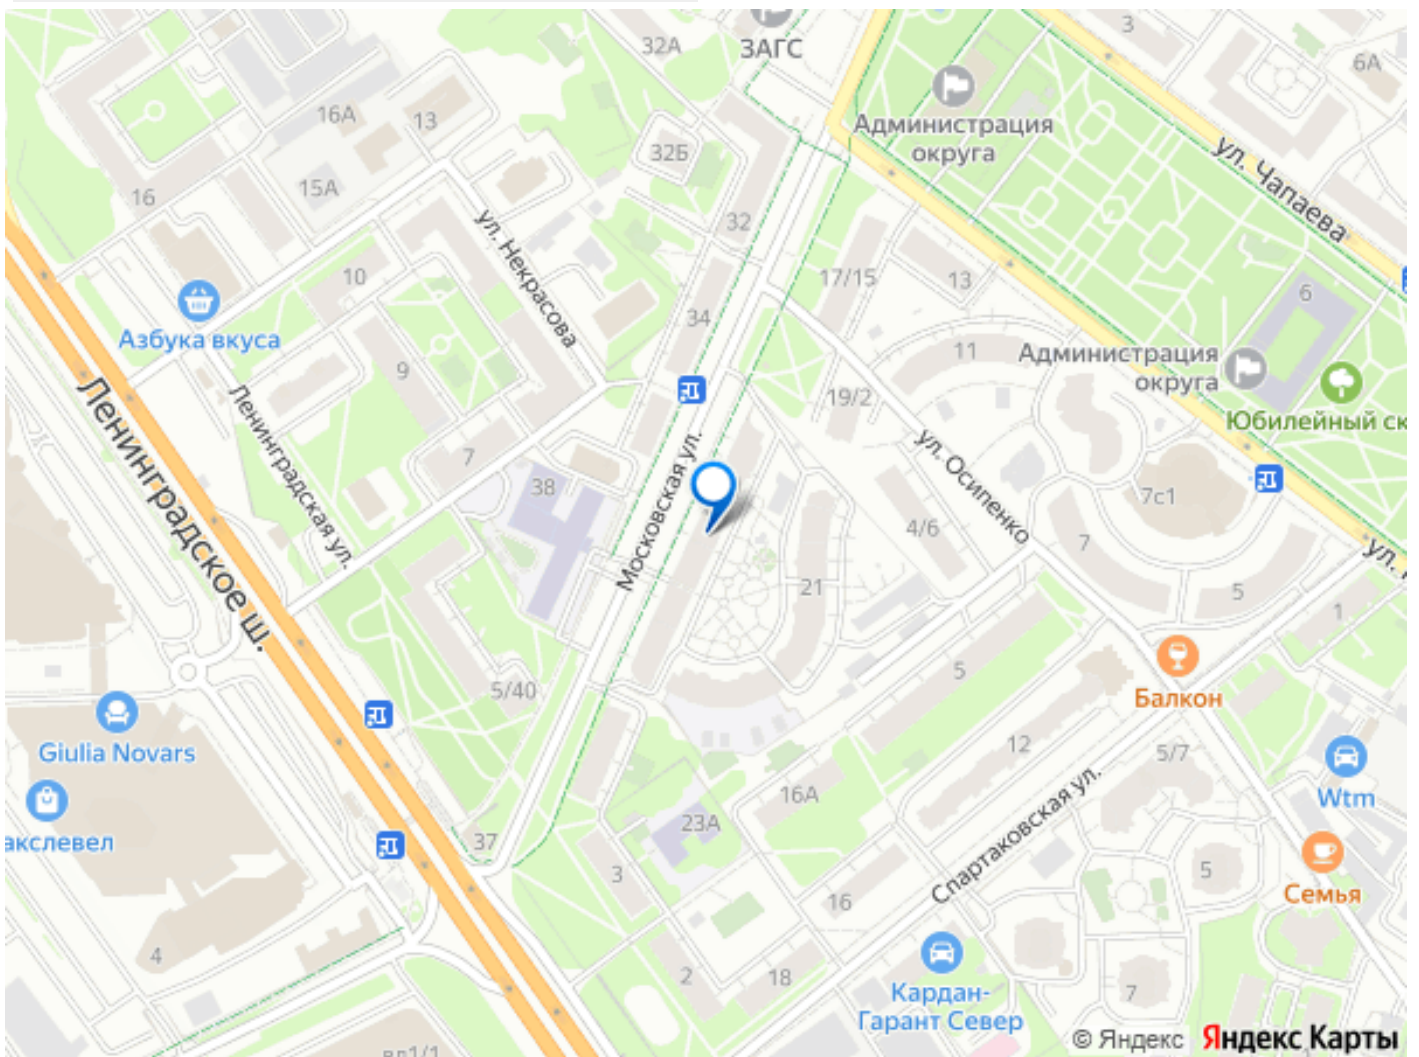 3
32А
ЗАГС
6А
Администрация
округа
16А
13
32Б
ул. Чапаева
15А
16
32
ул. Некрасова
10
17/15
13
6
34
Азбука вкуса
11
Администрация
округа
9
19/2
Юбилейный ск
Ленинградское ш.
Ленинградская ул.
7
Московская ул.
ул. Осипенко
38
7с1
4/6
7
ул.
21
5
1
5
5/40
Балкон
Giulia Novars
12
5/7
16А
Wtm
23А
акслевел
37
Спартаковская ул.
3
5
Семья
16
4
2
18
Кардан-
Гарант Север
7
© Яндекс
Яндекс Карты